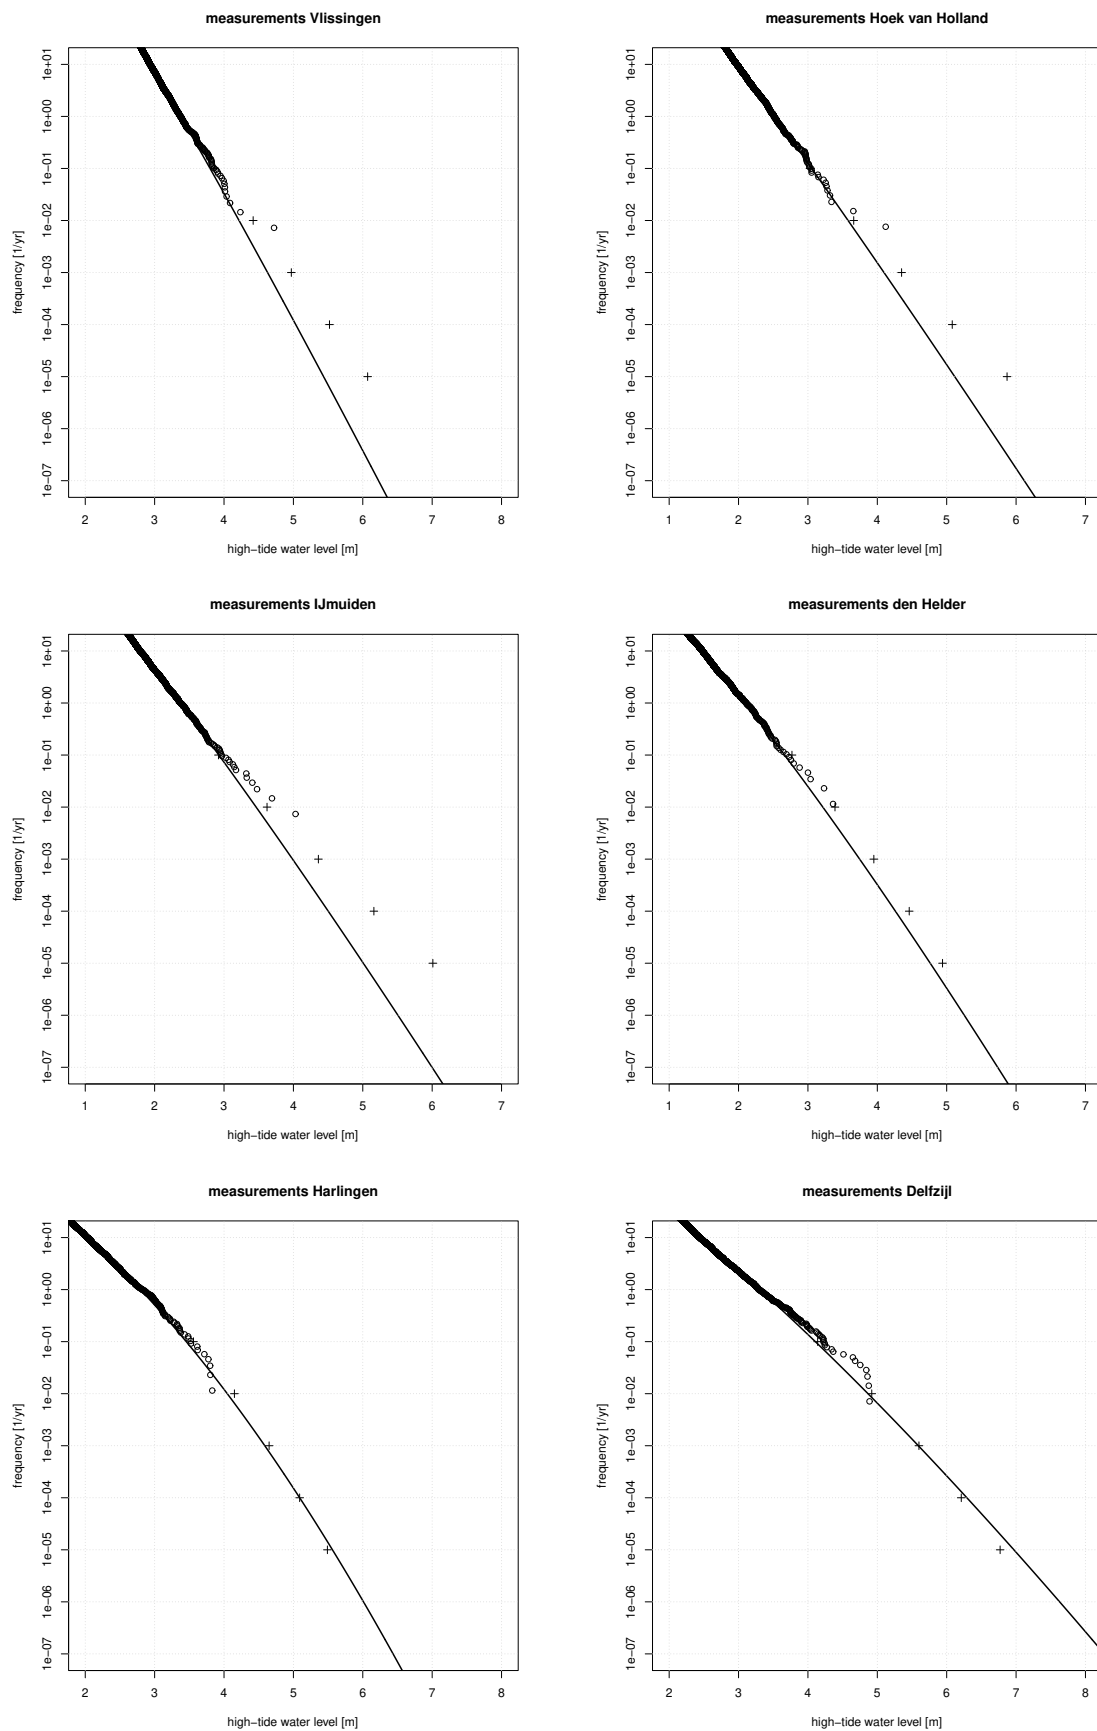 measurements Vlissingen
frequency [1/yr]
1e+01
1e+00
1e−01
1e−02
1e−03
1e−04
1e−05
1e−06
1e−07
2 3 4 5 6 7 8
high−tide water level [m]
measurements Hoek van Holland
frequency [1/yr]
1e+01
1e+00
1e−01
1e−02
1e−03
1e−04
1e−05
1e−06
1e−07
1 2 3 4 5 6 7
high−tide water level [m]
measurements IJmuiden
frequency [1/yr]
1e+01
1e+00
1e−01
1e−02
1e−03
1e−04
1e−05
1e−06
1e−07
1 2 3 4 5 6 7
high−tide water level [m]
measurements den Helder
frequency [1/yr]
1e+01
1e+00
1e−01
1e−02
1e−03
1e−04
1e−05
1e−06
1e−07
1 2 3 4 5 6 7
high−tide water level [m]
measurements Harlingen
frequency [1/yr]
1e+01
1e+00
1e−01
1e−02
1e−03
1e−04
1e−05
1e−06
1e−07
2 3 4 5 6 7 8
high−tide water level [m]
measurements Delfzijl
frequency [1/yr]
1e+01
1e+00
1e−01
1e−02
1e−03
1e−04
1e−05
1e−06
1e−07
2 3 4 5 6 7 8
high−tide water level [m]